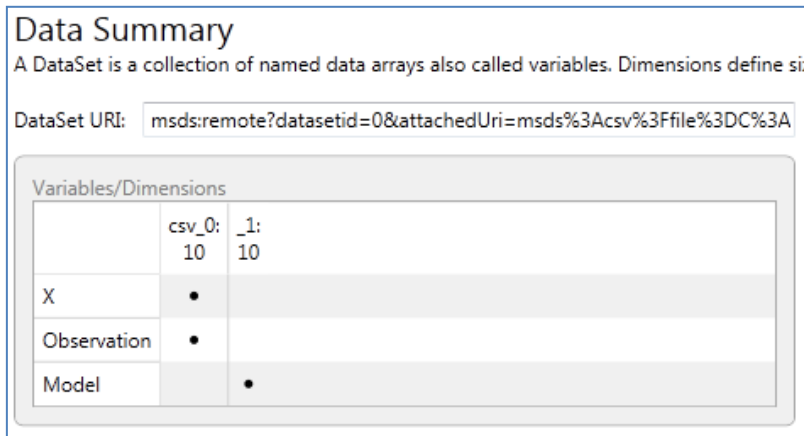 Data Summary
A DataSet is a collection of named data arrays also called variables. Dimensions define si
DataSet URI: msds:remote?datasetid=0&attachedUri=msds%3Acsv%3Ffile%3DC%3A
Variables/Dimensions
csv_0: _1:
10 10
X •
Observation •
Model •